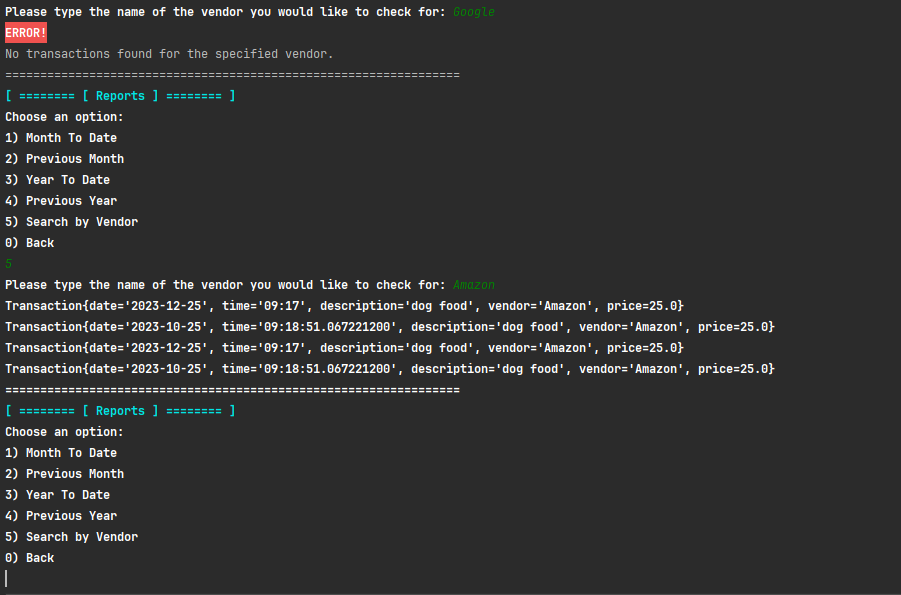 Please type the name of the vendor you would like to check for: Google
ERROR!
No transactions found for the specified vendor.
=================================================================
[ ======== [ Reports ] ======== ]
Choose an option:
1) Month To Date
2) Previous Month
3) Year To Date
4) Previous Year
5) Search by Vendor
0) Back
5
Please type the name of the vendor you would like to check for: Amazon
Transaction{date='2023-12-25', time='09:17', description='dog food', vendor='Amazon', price=25.0}
Transaction{date='2023-10-25', time='09:18:51.067221200', description='dog food', vendor='Amazon', price=25.0}
Transaction{date='2023-12-25', time='09:17', description='dog food', vendor='Amazon', price=25.0}
Transaction{date='2023-10-25', time='09:18:51.067221200', description='dog food', vendor='Amazon', price=25.0}
=================================================================
[ ======== [ Reports ] ======== ]
Choose an option:
1) Month To Date
2) Previous Month
3) Year To Date
4) Previous Year
5) Search by Vendor
0) Back